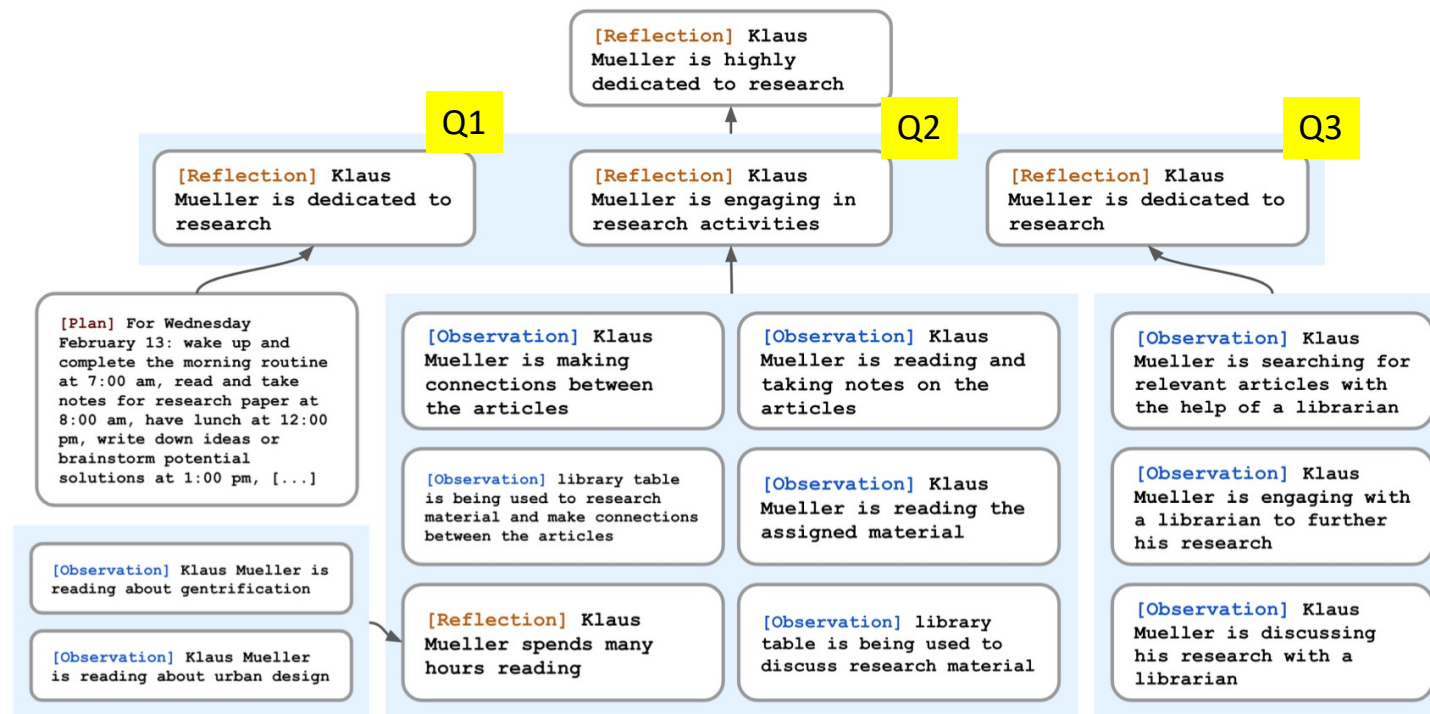 [Reflection] Klaus
Mueller is highly
dedicated to research
Q1
Q2
Q3
[Reflection] Klaus
Mueller is dedicated to
research
[Reflection] Klaus
Mueller is engaging in
research activities
[Reflection] Klaus
Mueller is dedicated to
research
[Plan] For Wednesday
February 13: wake up and
complete the morning routine
at 7:00 am, read and take
notes for research paper at
8:00 am, have lunch at 12:00
pm, write down ideas or
brainstorm potential
solutions at 1:00 pm, [...]
[Observation] Klaus Mueller is
reading about gentrification
[Observation] Klaus Mueller
is reading about urban design
[Observation] Klaus
Mueller is making
connections between
the articles
[Observation] Klaus
Mueller is reading and
taking notes on the
articles
[Observation] library table
is being used to research
material and make connections
between the articles
[Observation] Klaus
Mueller is reading the
assigned material
[Reflection] Klaus
Mueller spends many
hours reading
[Observation] library
table is being used to
discuss research material
[Observation] Klaus
Mueller is searching for
relevant articles with
the help of a librarian
[Observation] Klaus
Mueller is engaging with
a librarian to further
his research
[Observation] Klaus
Mueller is discussing
his research with a
librarian